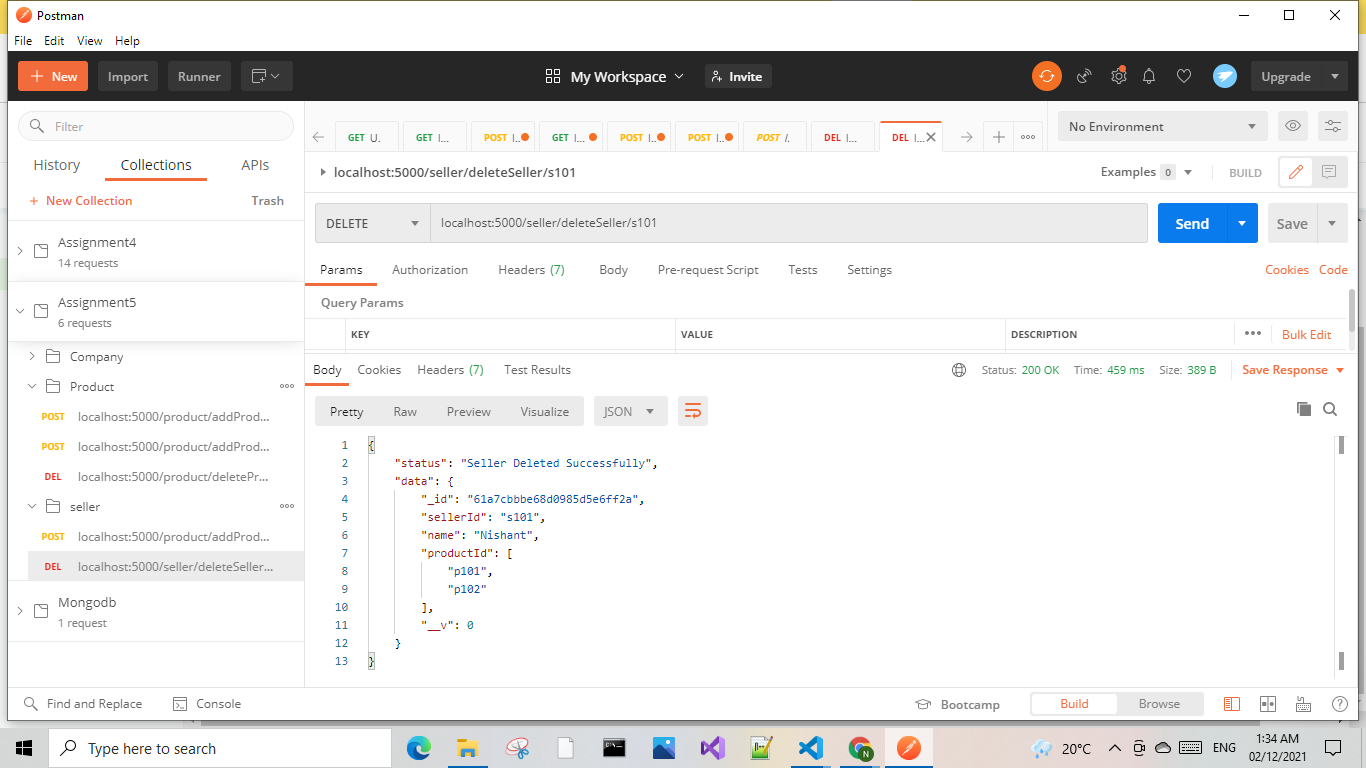 Postman
File Edit View Help
New Import Runner My Workspace Invite Upgrade
Filter
History Collections APIs
+ New Collection Trash
Assignment4
14 requests
Assignment5
6 requests
Company
Product
POST localhost:5000/product/addProd...
POST localhost:5000/product/addProd...
DEL localhost:5000/product/deletePr...
seller
POST localhost:5000/product/addProd...
DEL localhost:5000/seller/deleteSeller...
Mongodb
1 request
GET U. GET I... POST I.. GET I... POST I.. POST I.. POST I. DEL I... DEL I... No Environment
localhost:5000/seller/deleteSeller/s101 Examples 0 BUILD
DELETE localhost:5000/seller/deleteSeller/s101 Send Save
Params Authorization Headers (7) Body Pre-request Script Tests Settings Cookies Code
Query Params
KEY VALUE DESCRIPTION Bulk Edit
Body Cookies Headers (7) Test Results Status: 200 OK Time: 459 ms Size: 389 B Save Response
Pretty Raw Preview Visualize JSON
1 {
2 "status": "Seller Deleted Successfully",
3 "data": {
4 "_id": "61a7cbbbe68d0985d5e6ff2a",
5 "sellerId": "s101",
6 "name": "Nishant",
7 "productId": [
8 "p101",
9 "p102"
10 ],
11 "__v": 0
12 }
13 }
Find and Replace Console Bootcamp Build Browse
Type here to search N 20°C ENG 1:34 AM
02/12/2021